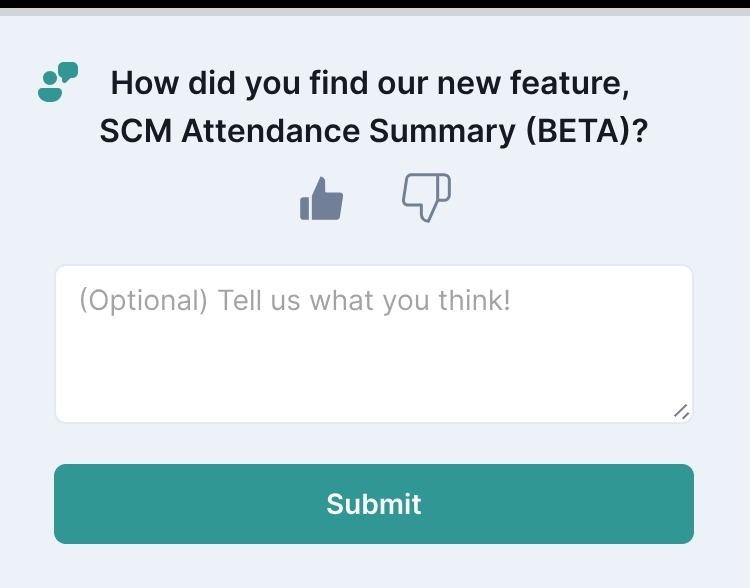 How did you find our new feature,
SCM Attendance Summary (BETA)?
(Optional) Tell us what you think!
Submit